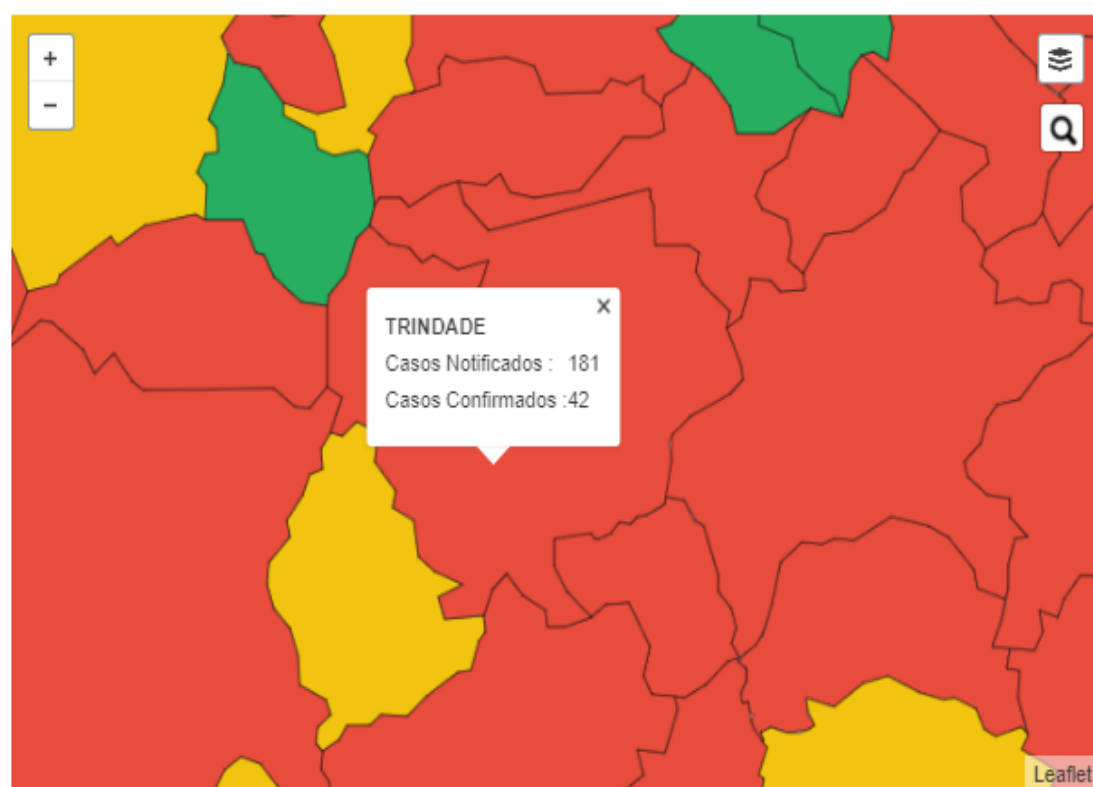 +
−
×
TRINDADE
Casos Notificados : 181
Casos Confirmados :42
Leaflet